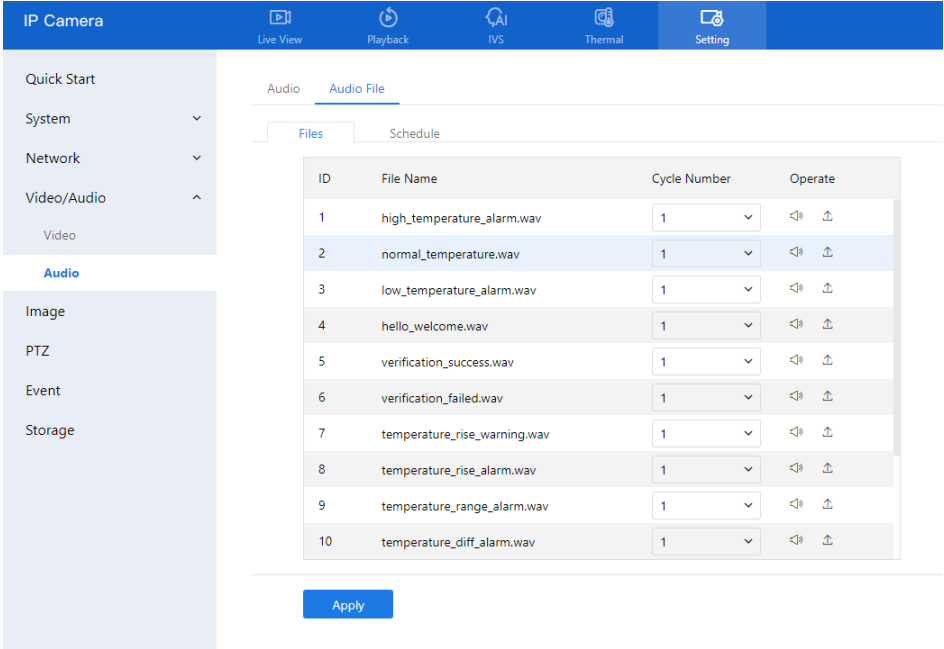 IP Camera
Live View
Playback
AI
IVS
Thermal
Setting
Quick Start
System
Network
Video/Audio
Video
Audio
Image
PTZ
Event
Storage
Audio Audio File
Files Schedule
ID File Name Cycle Number Operate
1 high_temperature_alarm.wav 1
2 normal_temperature.wav 1
3 low_temperature_alarm.wav 1
4 hello_welcome.wav 1
5 verification_success.wav 1
6 verification_failed.wav 1
7 temperature_rise_warning.wav 1
8 temperature_rise_alarm.wav 1
9 temperature_range_alarm.wav 1
10 temperature_diff_alarm.wav 1
Apply